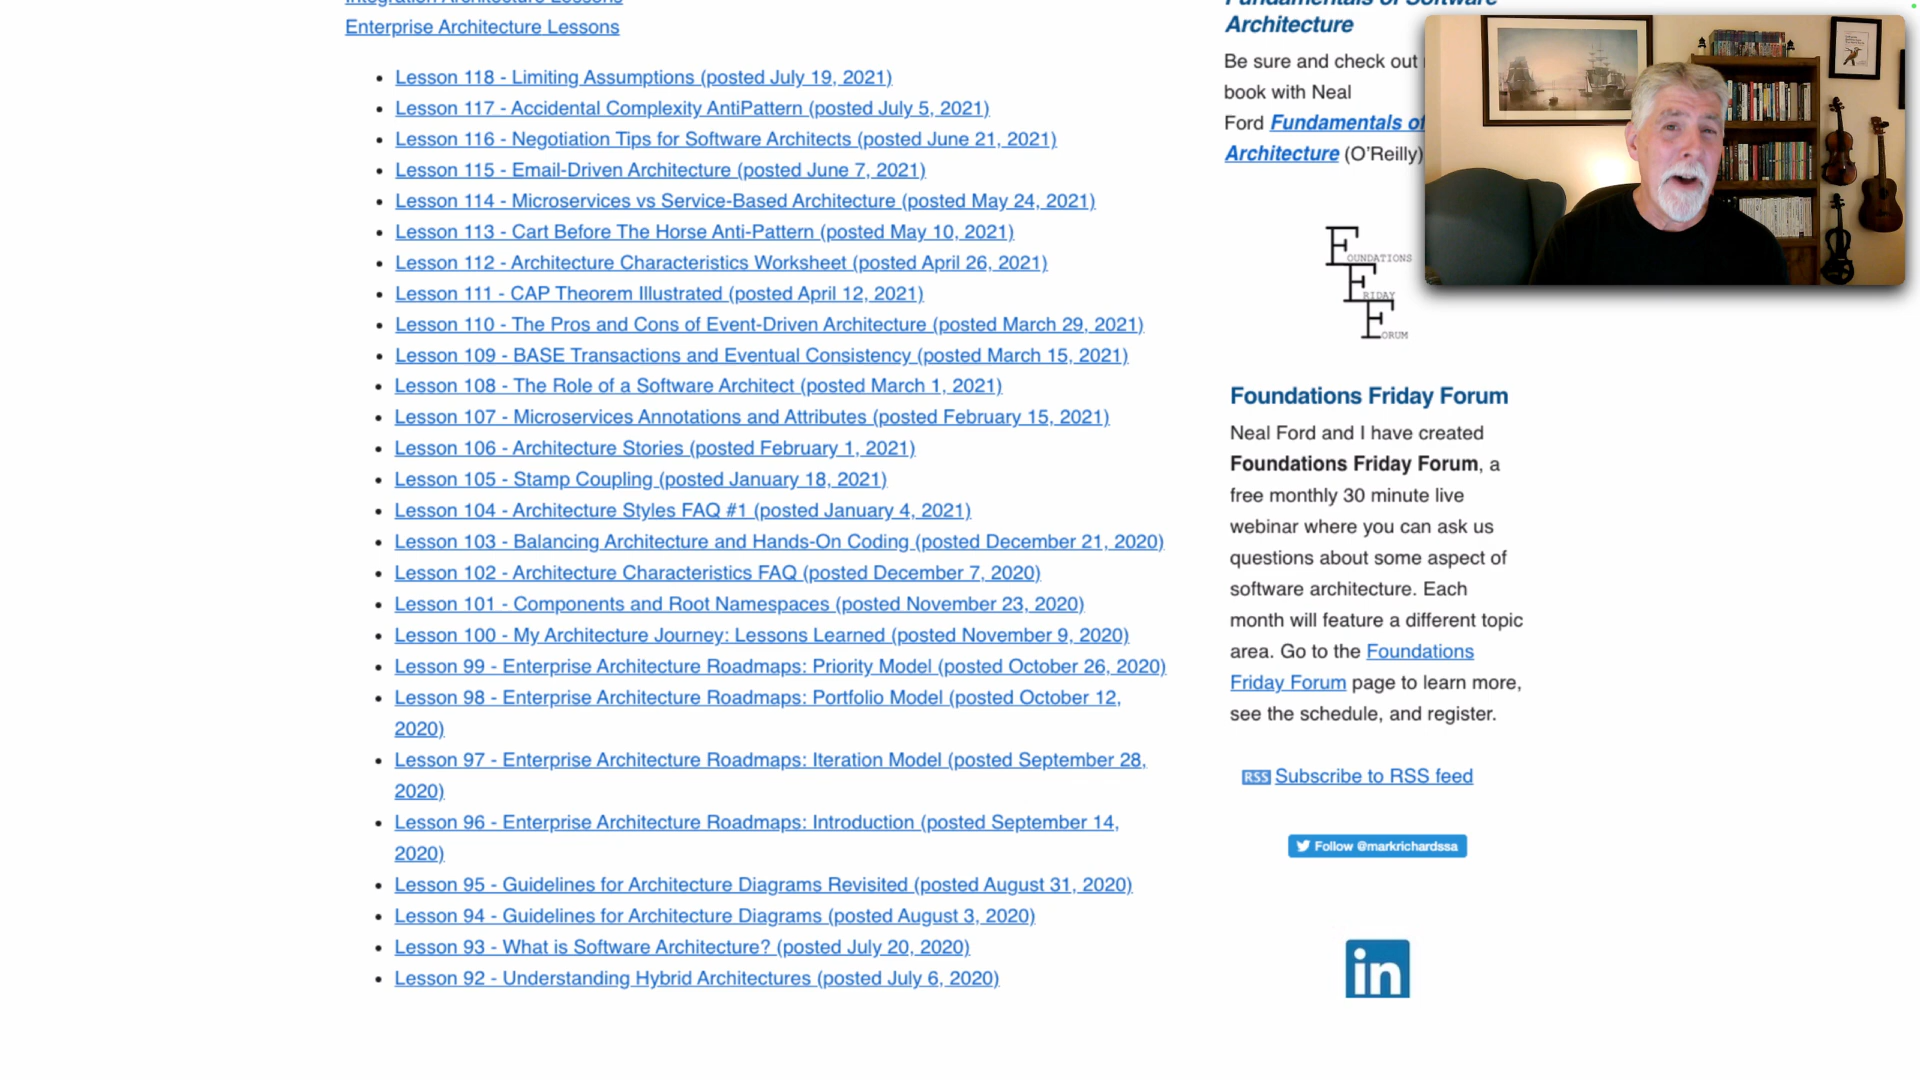 Integration Architecture Lessons
Enterprise Architecture Lessons
Lesson 118 - Limiting Assumptions (posted July 19, 2021)
Lesson 117 - Accidental Complexity AntiPattern (posted July 5, 2021)
Lesson 116 - Negotiation Tips for Software Architects (posted June 21, 2021)
Lesson 115 - Email-Driven Architecture (posted June 7, 2021)
Lesson 114 - Microservices vs Service-Based Architecture (posted May 24, 2021)
Lesson 113 - Cart Before The Horse Anti-Pattern (posted May 10, 2021)
Lesson 112 - Architecture Characteristics Worksheet (posted April 26, 2021)
Lesson 111 - CAP Theorem Illustrated (posted April 12, 2021)
Lesson 110 - The Pros and Cons of Event-Driven Architecture (posted March 29, 2021)
Lesson 109 - BASE Transactions and Eventual Consistency (posted March 15, 2021)
Lesson 108 - The Role of a Software Architect (posted March 1, 2021)
Lesson 107 - Microservices Annotations and Attributes (posted February 15, 2021)
Lesson 106 - Architecture Stories (posted February 1, 2021)
Lesson 105 - Stamp Coupling (posted January 18, 2021)
Lesson 104 - Architecture Styles FAQ #1 (posted January 4, 2021)
Lesson 103 - Balancing Architecture and Hands-On Coding (posted December 21, 2020)
Lesson 102 - Architecture Characteristics FAQ (posted December 7, 2020)
Lesson 101 - Components and Root Namespaces (posted November 23, 2020)
Lesson 100 - My Architecture Journey: Lessons Learned (posted November 9, 2020)
Lesson 99 - Enterprise Architecture Roadmaps: Priority Model (posted October 26, 2020)
Lesson 98 - Enterprise Architecture Roadmaps: Portfolio Model (posted October 12,
2020)
Lesson 97 - Enterprise Architecture Roadmaps: Iteration Model (posted September 28,
2020)
Lesson 96 - Enterprise Architecture Roadmaps: Introduction (posted September 14,
2020)
Lesson 95 - Guidelines for Architecture Diagrams Revisited (posted August 31, 2020)
Lesson 94 - Guidelines for Architecture Diagrams (posted August 3, 2020)
Lesson 93 - What is Software Architecture? (posted July 20, 2020)
Lesson 92 - Understanding Hybrid Architectures (posted July 6, 2020)
Fundamentals of Software
Architecture
Be sure and check out
book with Neal
Ford Fundamentals of
Architecture (O'Reilly)
FOUNDATIONS
FRIDAY
FORUM
Foundations Friday Forum
Neal Ford and I have created
Foundations Friday Forum, a
free monthly 30 minute live
webinar where you can ask us
questions about some aspect of
software architecture. Each
month will feature a different topic
area. Go to the Foundations
Friday Forum page to learn more,
see the schedule, and register.
RSS Subscribe to RSS feed
Follow @markrichardssa
in